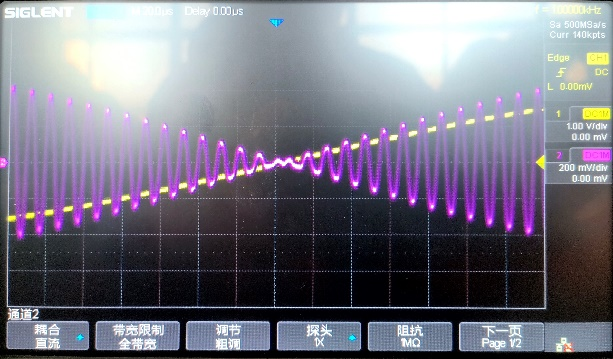 SIGLENT
Delay 0.00μs
Sa 500MSa/s
Curr 140kpts
Edge CH1
DC
L 0.00mV
1 DC1M
1.00 V/div
0.00 mV
2 DC1M
200 mV/div
0.00 mV
通道2
耦合 带宽限制 调节 探头 阻抗 下一页
直流 全带宽 粗调 1X 1MΩ Page 1/2